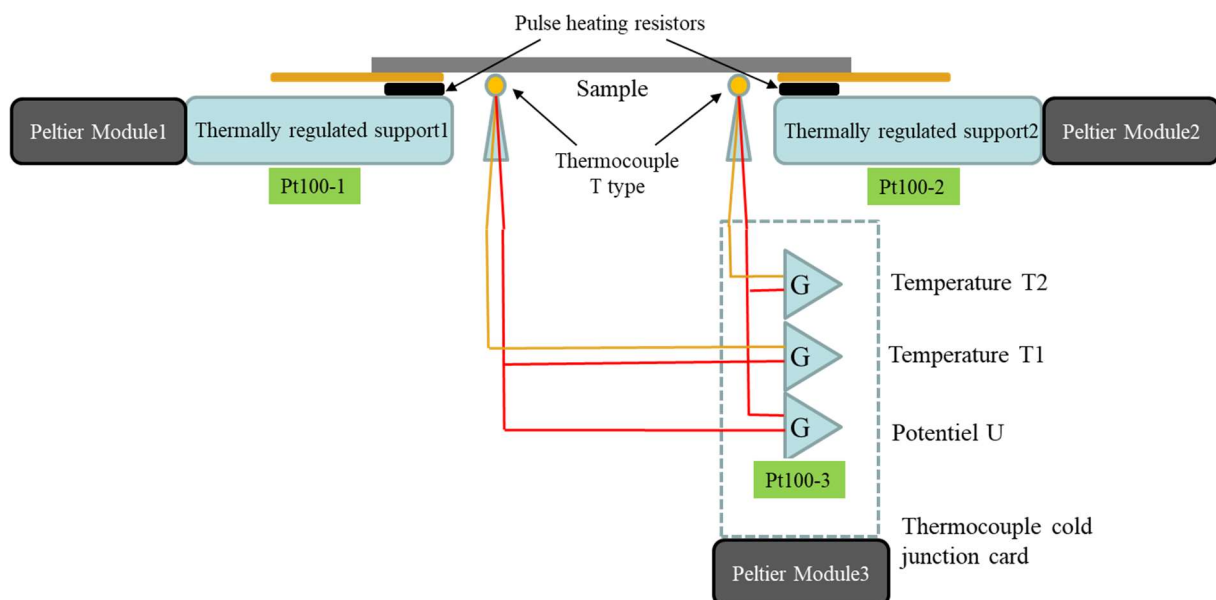 Pulse heating resistors
Sample
Peltier Module1
Thermally regulated support1
Thermally regulated support2
Peltier Module2
Thermocouple
T type
Pt100-1
Pt100-2
G
Temperature T2
G
Temperature T1
G
Potentiel U
Pt100-3
Thermocouple cold
junction card
Peltier Module3